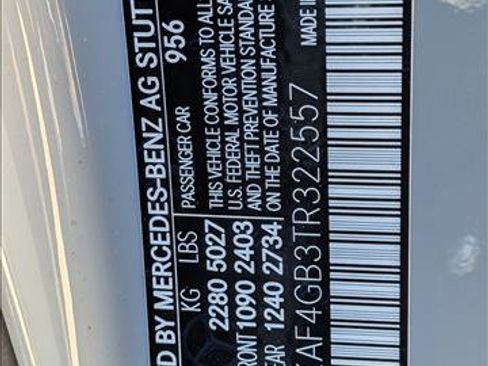 D BY MERCEDES-BENZ AG STUT
956
KG LBS PASSENGER CAR
2280 5027 THIS VEHICLE CONFORMS TO ALL
RONT 1090 2403 U.S. FEDERAL MOTOR VEHICLE SA
EAR 1240 2734 AND THEFT PREVENTION STANDA
ON THE DATE OF MANUFACTURE
AF4GB3TR322557 MADE IN